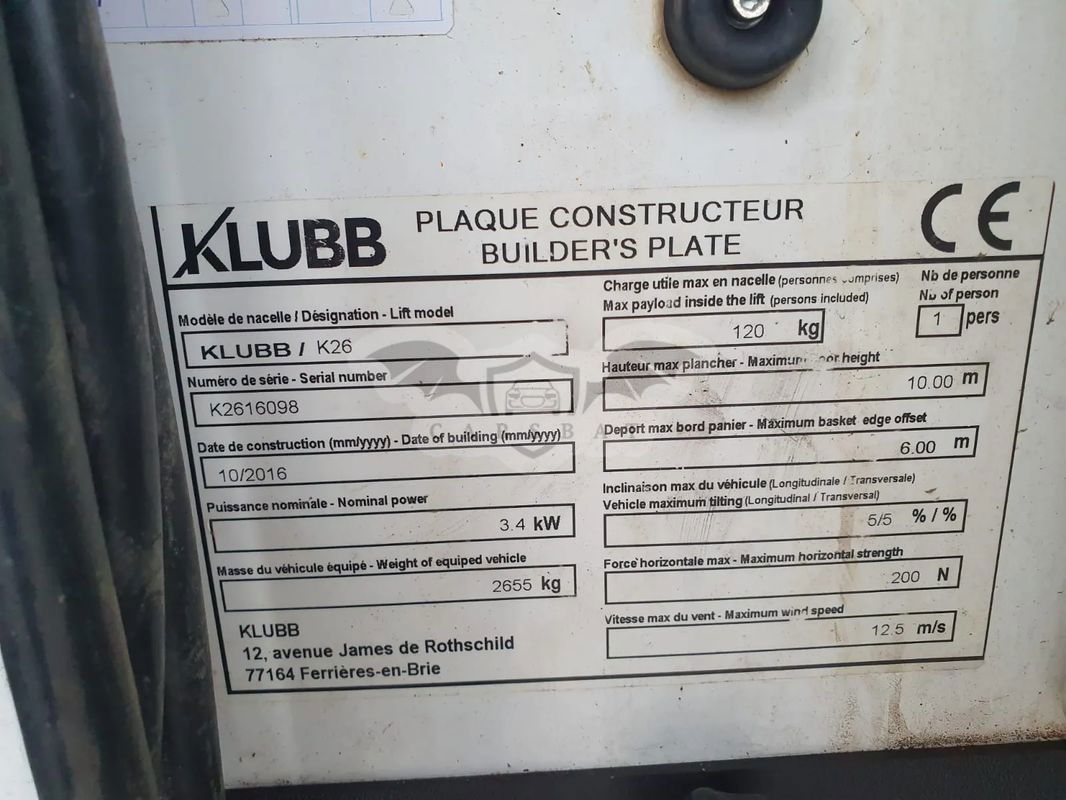 KLUBB
PLAQUE CONSTRUCTEUR
BUILDER'S PLATE
CE
Modèle de nacelle / Désignation - Lift model
KLUBB / K26
Numéro de série - Serial number
K2616098
Date de construction (mm/yyyy) - Date of building (mm/yyyy)
10/2016
Puissance nominale - Nominal power
3.4 kW
Masse du véhicule équipé - Weight of equiped vehicle
2655 kg
KLUBB
12, avenue James de Rothschild
77164 Ferrières-en-Brie
Charge utile max en nacelle (personnes comprises)
Max payload inside the lift (persons included)
120 kg
Nb de personne
Nb of person
1 pers
Hauteur max plancher - Maximum height
10.00 m
Deport max bord panier - Maximum basket edge offset
6.00 m
Inclinaison max du véhicule (Longitudinale / Transversale)
Vehicle maximum tilting (Longitudinal / Transversal)
5/5 % / %
Force horizontale max - Maximum horizontal strength
200 N
Vitesse max du vent - Maximum wind speed
12.5 m/s